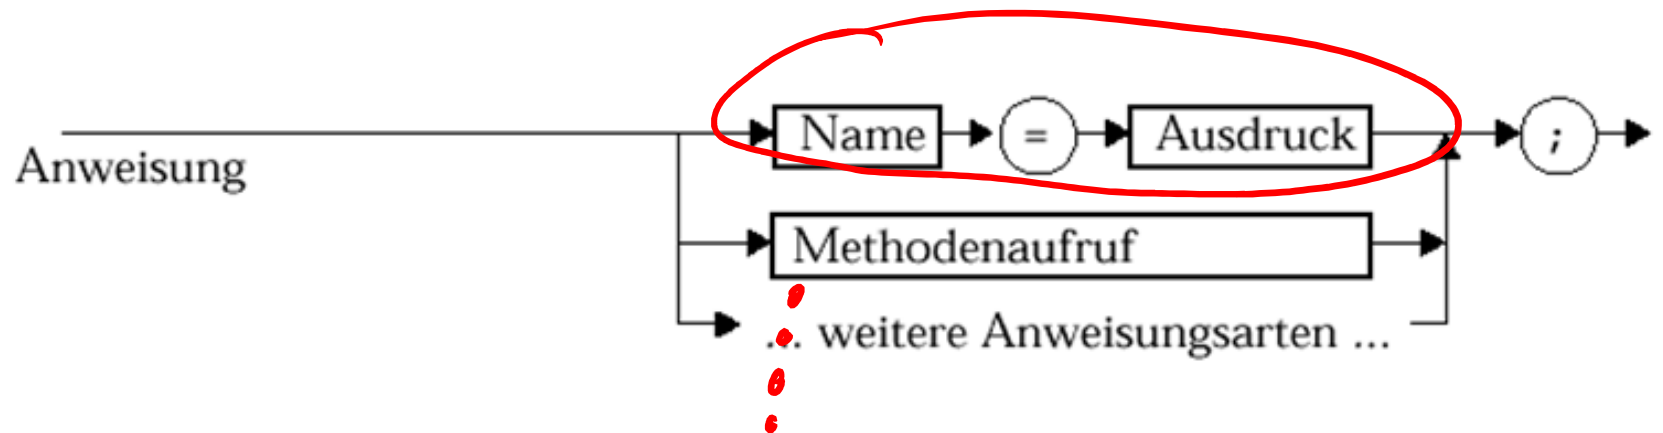 Name = Ausdruck ;
Anweisung
Methodenaufruf
... weitere Anweisungsarten ...